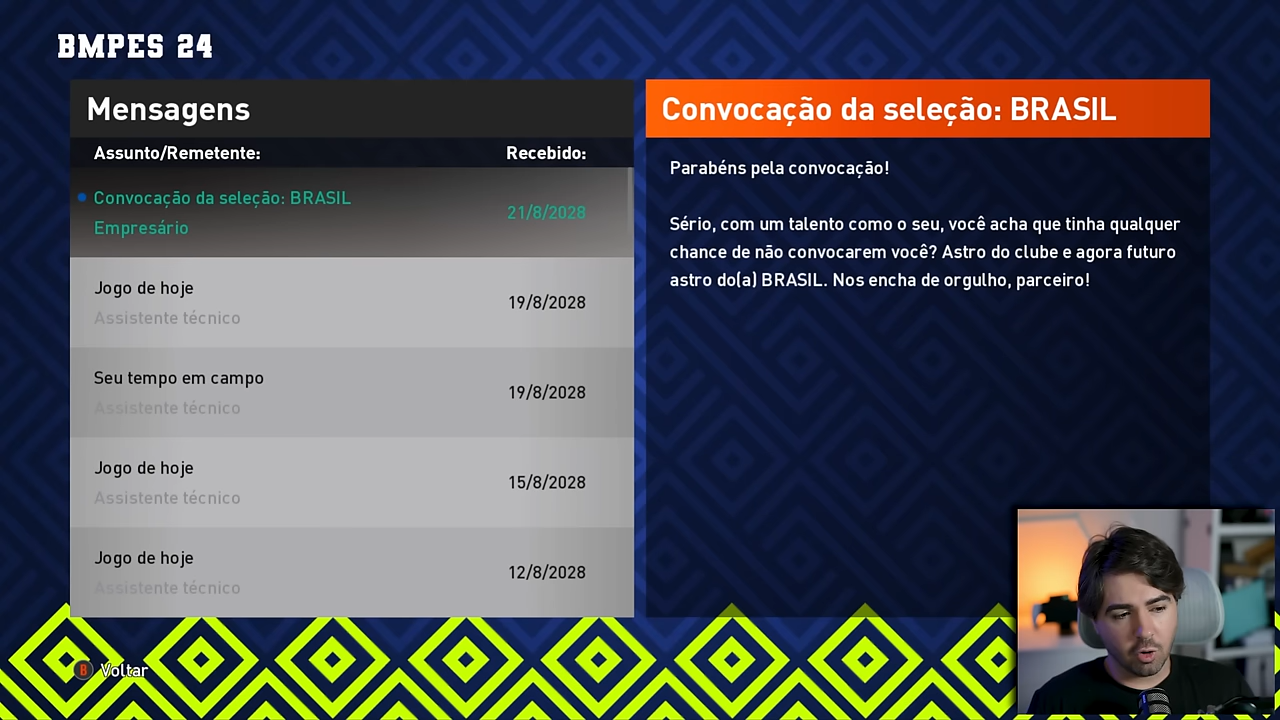 BMPES 24
Mensagens
Assunto/Remetente: Recebido:
Convocação da seleção: BRASIL
Empresário
21/8/2028
Jogo de hoje
Assistente técnico
19/8/2028
Seu tempo em campo
Assistente técnico
19/8/2028
Jogo de hoje
Assistente técnico
15/8/2028
Jogo de hoje
Assistente técnico
12/8/2028
Convocação da seleção: BRASIL
Parabéns pela convocação!
Sério, com um talento como o seu, você acha que tinha qualquer
chance de não convocarem você? Astro do clube e agora futuro
astro do(a) BRASIL. Nos encha de orgulho, parceiro!
B Voltar